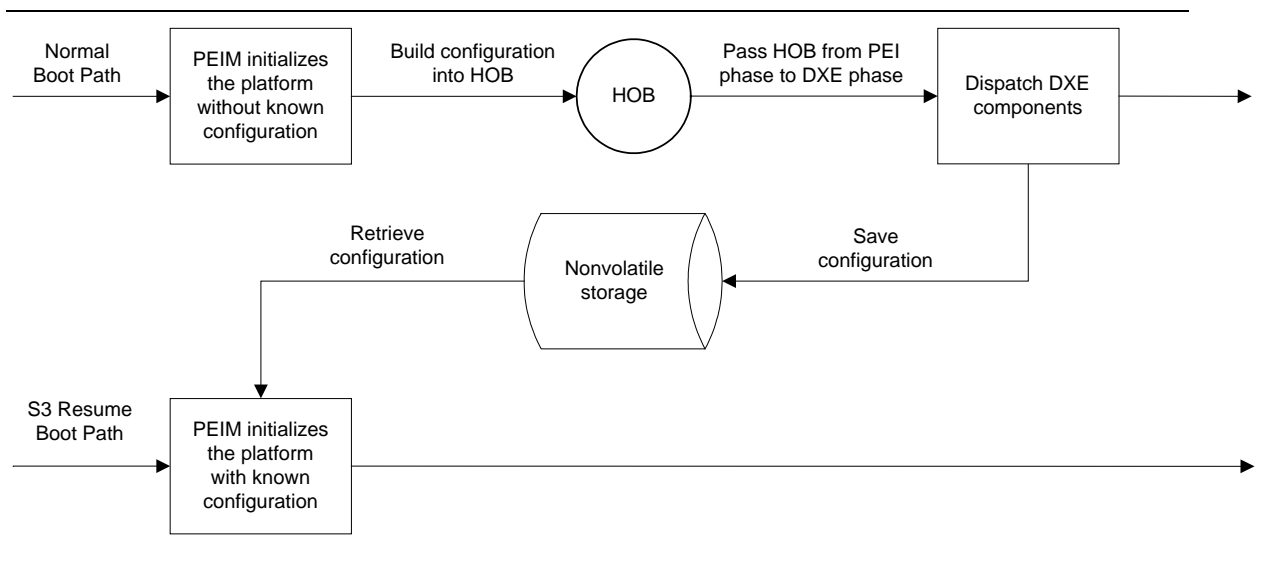 Normal
Boot Path
PEIM initializes
the platform
without known
configuration
Build configuration
into HOB
HOB
Pass HOB from PEI
phase to DXE phase
Dispatch DXE
components
Retrieve
configuration
Nonvolatile
storage
Save
configuration
S3 Resume
Boot Path
PEIM initializes
the platform
with known
configuration